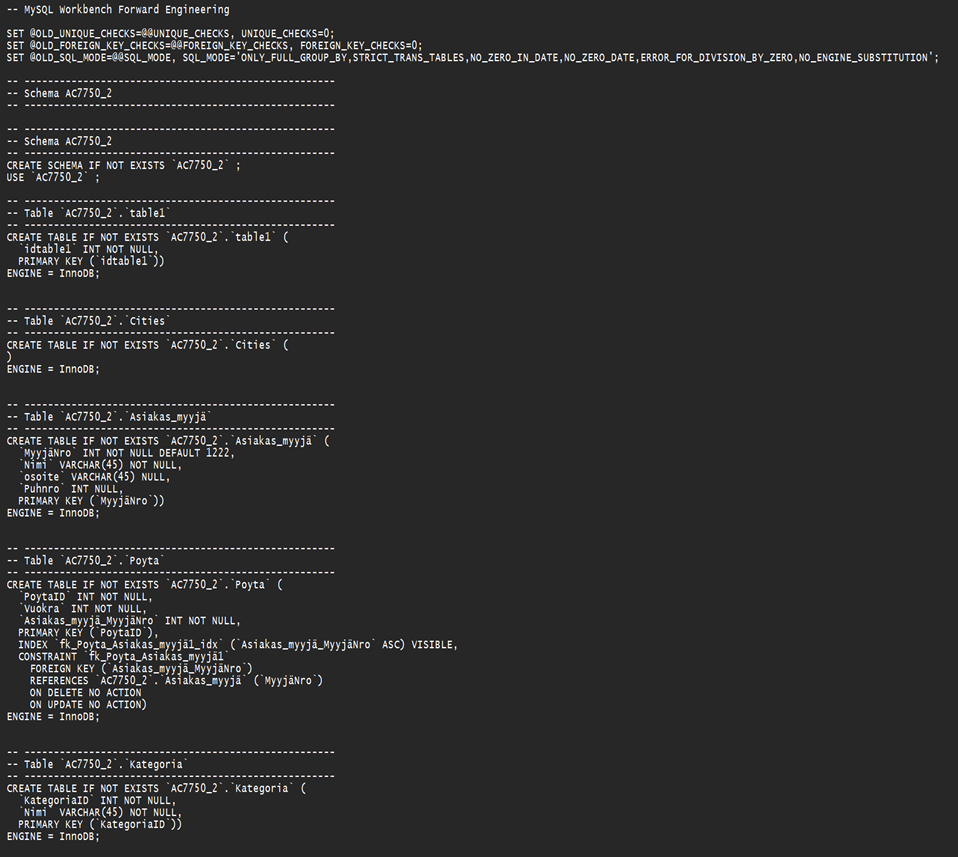 -- MySQL Workbench Forward Engineering
SET @OLD_UNIQUE_CHECKS=@@UNIQUE_CHECKS, UNIQUE_CHECKS=0;
SET @OLD_FOREIGN_KEY_CHECKS=@@FOREIGN_KEY_CHECKS, FOREIGN_KEY_CHECKS=0;
SET @OLD_SQL_MODE=@@SQL_MODE, SQL_MODE='ONLY_FULL_GROUP_BY,STRICT_TRANS_TABLES,NO_ZERO_IN_DATE,NO_ZERO_DATE,ERROR_FOR_DIVISION_BY_ZERO,NO_ENGINE_SUBSTITUTION';
-- -----------------------------------------------------
-- Schema AC7750_2
-- -----------------------------------------------------
-- -----------------------------------------------------
-- Schema AC7750_2
-- -----------------------------------------------------
CREATE SCHEMA IF NOT EXISTS `AC7750_2` ;
USE `AC7750_2` ;
-- -----------------------------------------------------
-- Table `AC7750_2`.`table1`
-- -----------------------------------------------------
CREATE TABLE IF NOT EXISTS `AC7750_2`.`table1` (
  `idtable1` INT NOT NULL,
  PRIMARY KEY (`idtable1`))
ENGINE = InnoDB;
-- -----------------------------------------------------
-- Table `AC7750_2`.`Cities`
-- -----------------------------------------------------
CREATE TABLE IF NOT EXISTS `AC7750_2`.`Cities` (
)
ENGINE = InnoDB;
-- -----------------------------------------------------
-- Table `AC7750_2`.`Asiakas_myyjä`
-- -----------------------------------------------------
CREATE TABLE IF NOT EXISTS `AC7750_2`.`Asiakas_myyjä` (
  `MyyjäNro` INT NOT NULL DEFAULT 1222,
  `Nimi` VARCHAR(45) NOT NULL,
  `osoite` VARCHAR(45) NULL,
  `Puhnro` INT NULL,
  PRIMARY KEY (`MyyjäNro`))
ENGINE = InnoDB;
-- -----------------------------------------------------
-- Table `AC7750_2`.`Poyta`
-- -----------------------------------------------------
CREATE TABLE IF NOT EXISTS `AC7750_2`.`Poyta` (
  `PoytaID` INT NOT NULL,
  `Vuokra` INT NOT NULL,
  `Asiakas_myyjä_MyyjäNro` INT NOT NULL,
  PRIMARY KEY (`PoytaID`),
  INDEX `fk_Poyta_Asiakas_myyjä1_idx` (`Asiakas_myyjä_MyyjäNro` ASC) VISIBLE,
  CONSTRAINT `fk_Poyta_Asiakas_myyjä1`
    FOREIGN KEY (`Asiakas_myyjä_MyyjäNro`)
    REFERENCES `AC7750_2`.`Asiakas_myyjä` (`MyyjäNro`)
    ON DELETE NO ACTION
    ON UPDATE NO ACTION)
ENGINE = InnoDB;
-- -----------------------------------------------------
-- Table `AC7750_2`.`Kategoria`
-- -----------------------------------------------------
CREATE TABLE IF NOT EXISTS `AC7750_2`.`Kategoria` (
  `KategoriaID` INT NOT NULL,
  `Nimi` VARCHAR(45) NOT NULL,
  PRIMARY KEY (`KategoriaID`))
ENGINE = InnoDB;